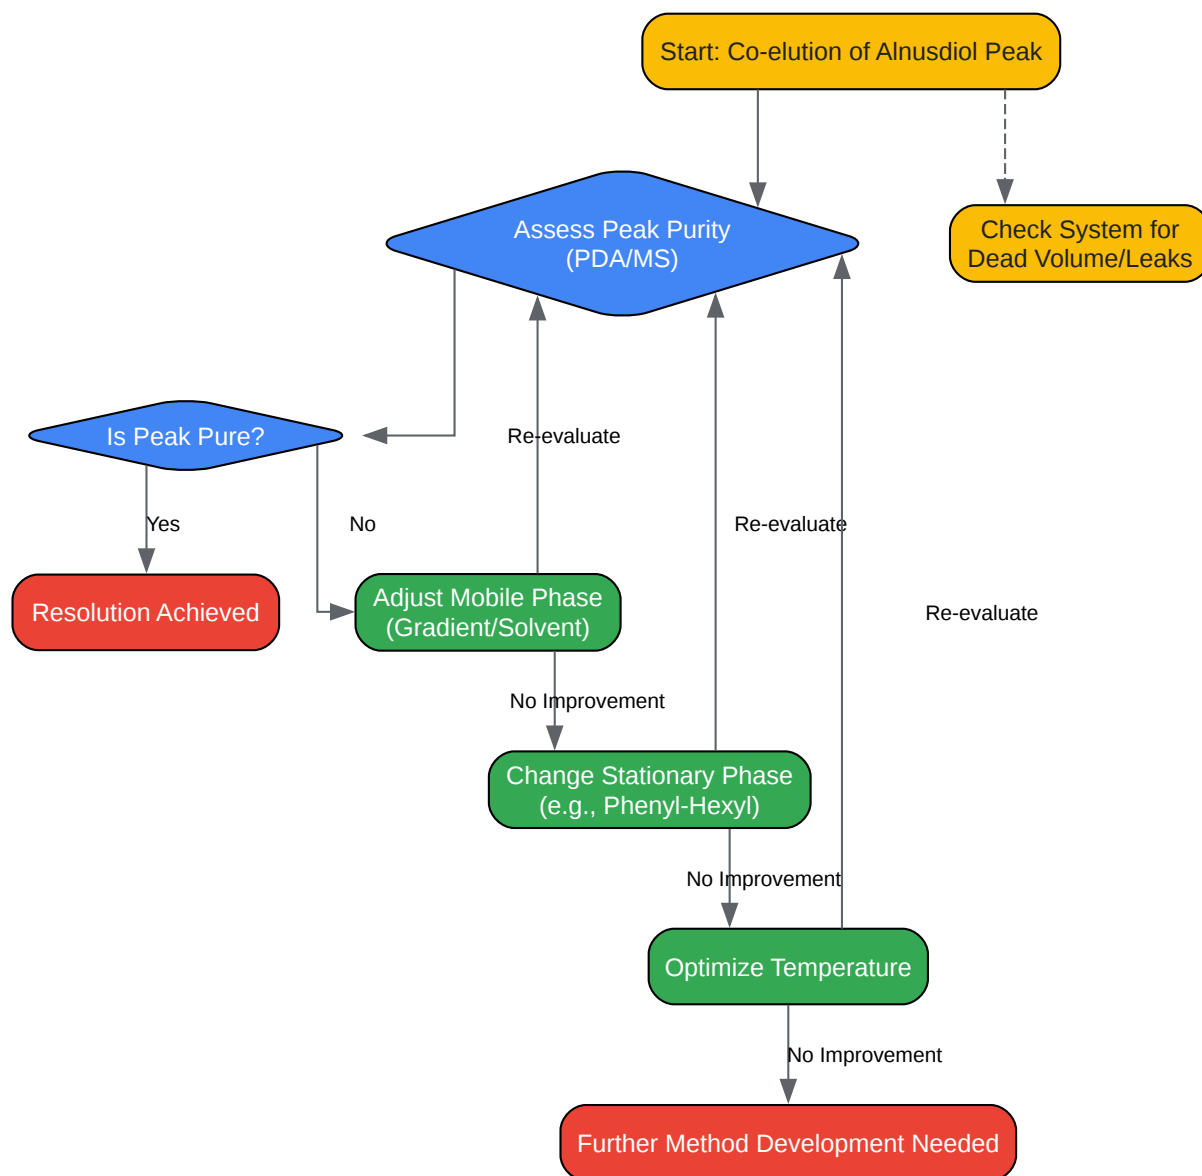 Start: Co-elution of Alnusdiol Peak
Assess Peak Purity
(PDA/MS)
Check System for
Dead Volume/Leaks
Is Peak Pure?
Re-evaluate
Yes
No
Re-evaluate
Resolution Achieved
Adjust Mobile Phase
(Gradient/Solvent)
Re-evaluate
No Improvement
Change Stationary Phase
(e.g., Phenyl-Hexyl)
No Improvement
Optimize Temperature
No Improvement
Further Method Development Needed